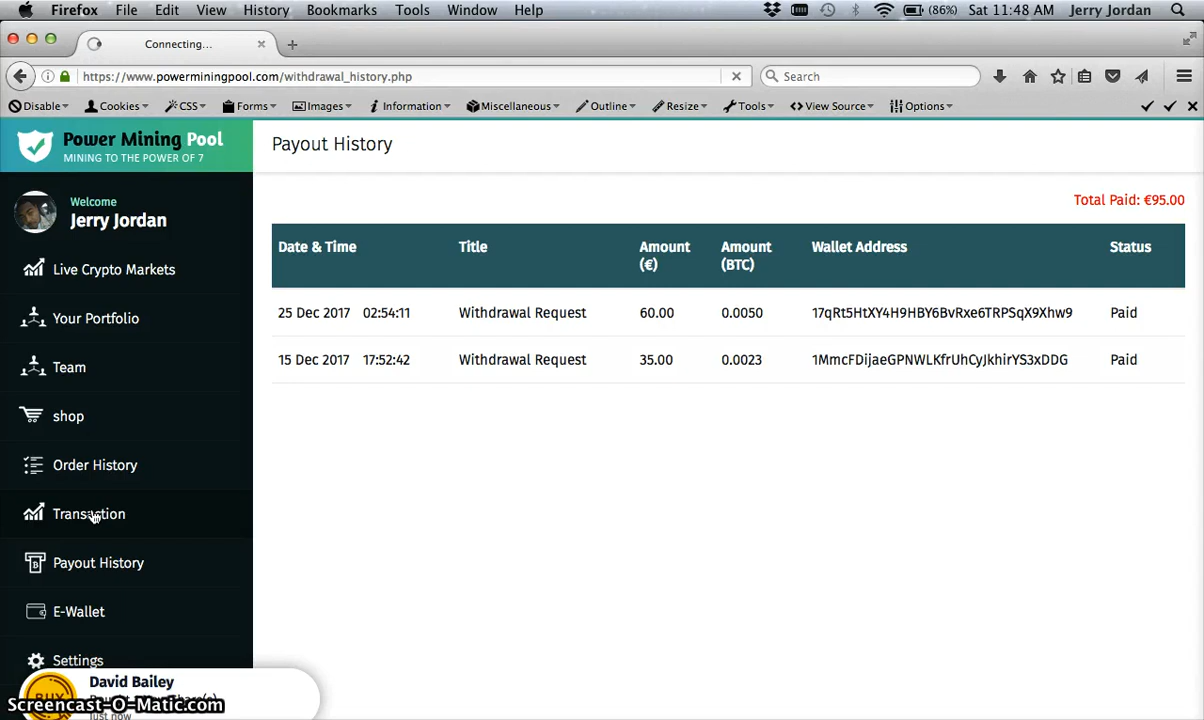 Firefox File Edit View History Bookmarks Tools Window Help (86%) Sat 11:48 AM Jerry Jordan
Connecting...
https://www.powerminingpool.com/withdrawal_history.php Search
Disable Cookies CSS Forms Images Information Miscellaneous Outline Resize Tools View Source Options
Power Mining Pool
MINING TO THE POWER OF 7
Payout History
Welcome
Jerry Jordan
Total Paid: €95.00
Date & Time Title Amount (€) Amount (BTC) Wallet Address Status
25 Dec 2017 02:54:11 Withdrawal Request 60.00 0.0050 17qRt5HtXY4H9HBY6BvRxe6TRPSqX9Xhw9 Paid
15 Dec 2017 17:52:42 Withdrawal Request 35.00 0.0023 1MmcFDijaeGPNWLKfrUhCyJkhirYS3xDDG Paid
Live Crypto Markets
Your Portfolio
Team
shop
Order History
Transaction
Payout History
E-Wallet
Settings
David Bailey
BUY
Just now
Screencast-O-Matic.com